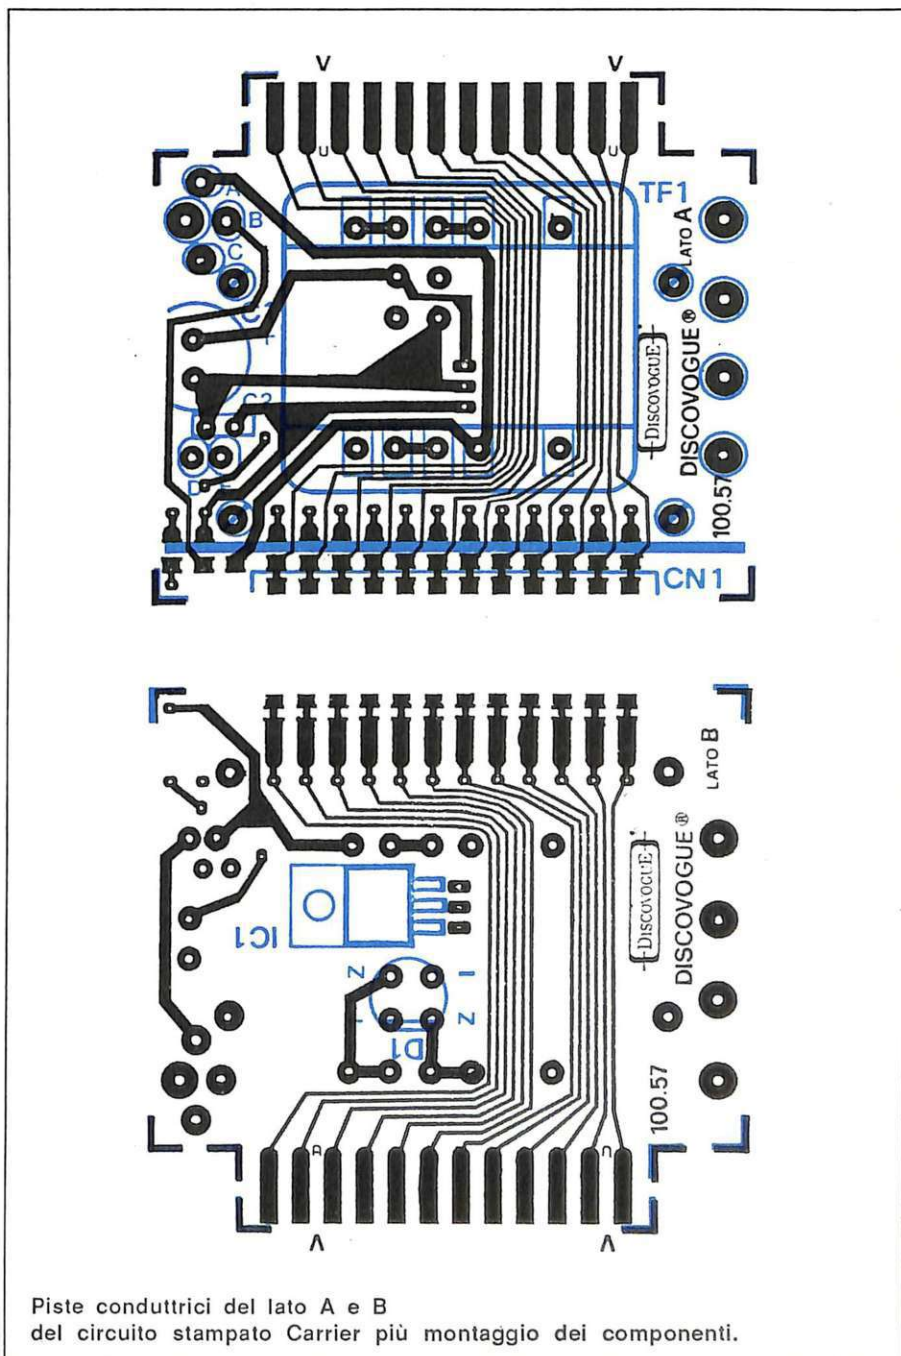 V V
U U
TF1
A
B
C
LATO A
C
C2
D
DISCOVOGUE
DISCOVOGUE®
100.57
CN1
LATO B
DISCOVOGUE
DISCOVOGUE®
IC1
N I
N
D1
100.57
A U
V V
Piste conduttrici del lato A e B
del circuito stampato Carrier più montaggio dei componenti.